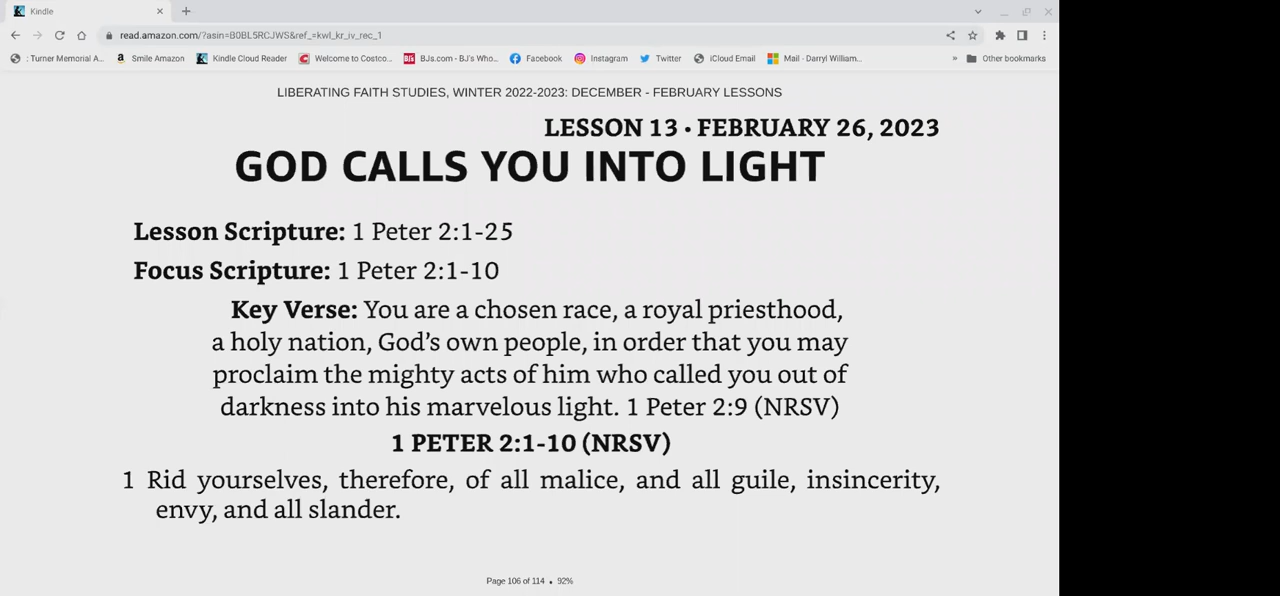 Kindle
read.amazon.com/?asin=B0BL5RCJWS&ref_=kwl_kr_iv_rec_1
: Turner Memorial A... Smile Amazon Kindle Cloud Reader Welcome to Costco... BJs.com - BJ's Who... Facebook Instagram Twitter iCloud Email Mail - Darryl William... » Other bookmarks
LIBERATING FAITH STUDIES, WINTER 2022-2023: DECEMBER - FEBRUARY LESSONS
LESSON 13 • FEBRUARY 26, 2023
GOD CALLS YOU INTO LIGHT
Lesson Scripture: 1 Peter 2:1-25
Focus Scripture: 1 Peter 2:1-10
Key Verse: You are a chosen race, a royal priesthood,
a holy nation, God's own people, in order that you may
proclaim the mighty acts of him who called you out of
darkness into his marvelous light. 1 Peter 2:9 (NRSV)
1 PETER 2:1-10 (NRSV)
1 Rid yourselves, therefore, of all malice, and all guile, insincerity,
envy, and all slander.
Page 106 of 114 • 92%